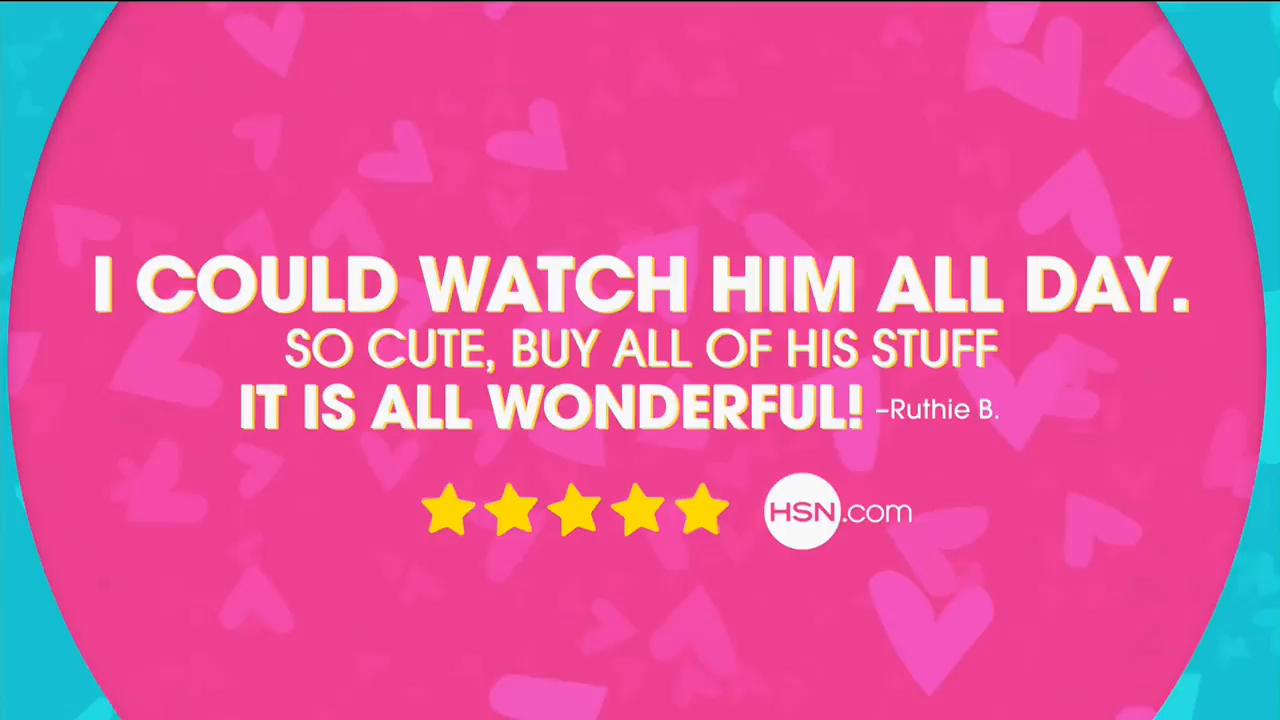 I COULD WATCH HIM ALL DAY.
SO CUTE, BUY ALL OF HIS STUFF
IT IS ALL WONDERFUL! –Ruthie B.
HSN.com